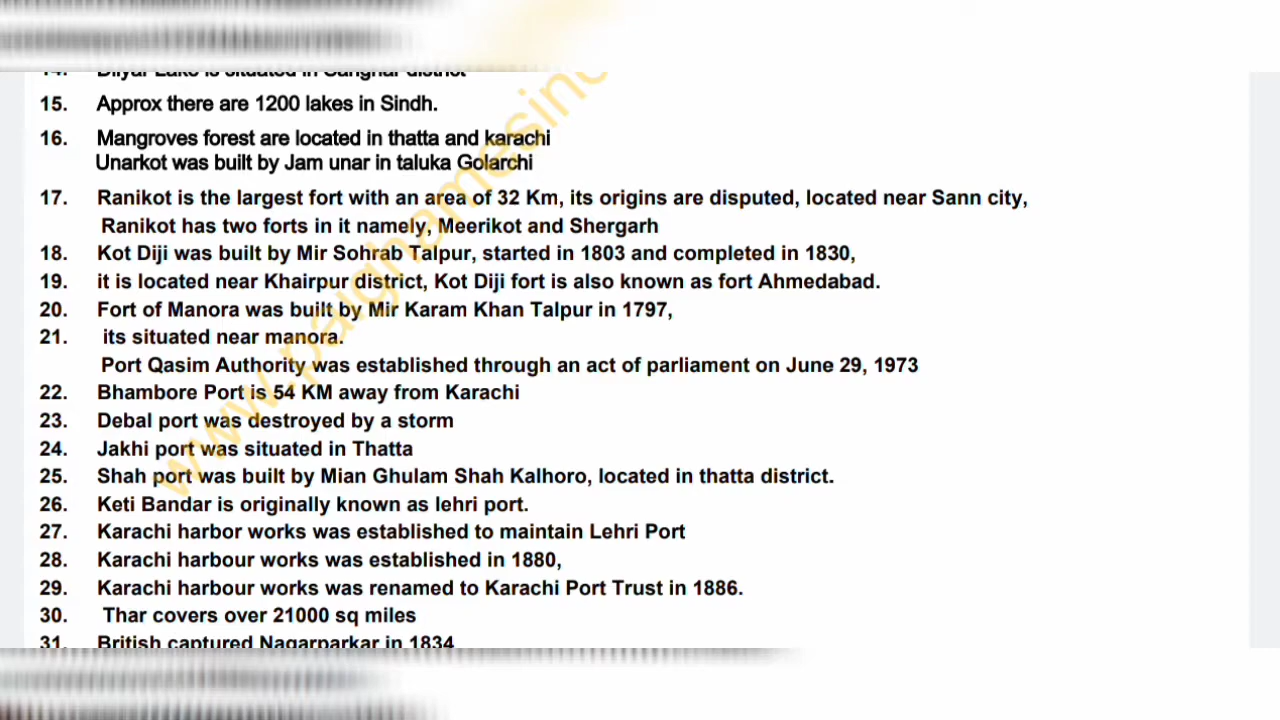 14. Dilyar Lake is situated in Sanghar district
15. Approx there are 1200 lakes in Sindh.
16. Mangroves forest are located in thatta and karachi
Unarkot was built by Jam unar in taluka Golarchi
17. Ranikot is the largest fort with an area of 32 Km, its origins are disputed, located near Sann city,
Ranikot has two forts in it namely, Meerikot and Shergarh
18. Kot Diji was built by Mir Sohrab Talpur, started in 1803 and completed in 1830,
19. it is located near Khairpur district, Kot Diji fort is also known as fort Ahmedabad.
20. Fort of Manora was built by Mir Karam Khan Talpur in 1797,
21. its situated near manora.
Port Qasim Authority was established through an act of parliament on June 29, 1973
22. Bhambore Port is 54 KM away from Karachi
23. Debal port was destroyed by a storm
24. Jakhi port was situated in Thatta
25. Shah port was built by Mian Ghulam Shah Kalhoro, located in thatta district.
26. Keti Bandar is originally known as lehri port.
27. Karachi harbor works was established to maintain Lehri Port
28. Karachi harbour works was established in 1880,
29. Karachi harbour works was renamed to Karachi Port Trust in 1886.
30. Thar covers over 21000 sq miles
31. British captured Nagarparkar in 1834
www.paighamesind